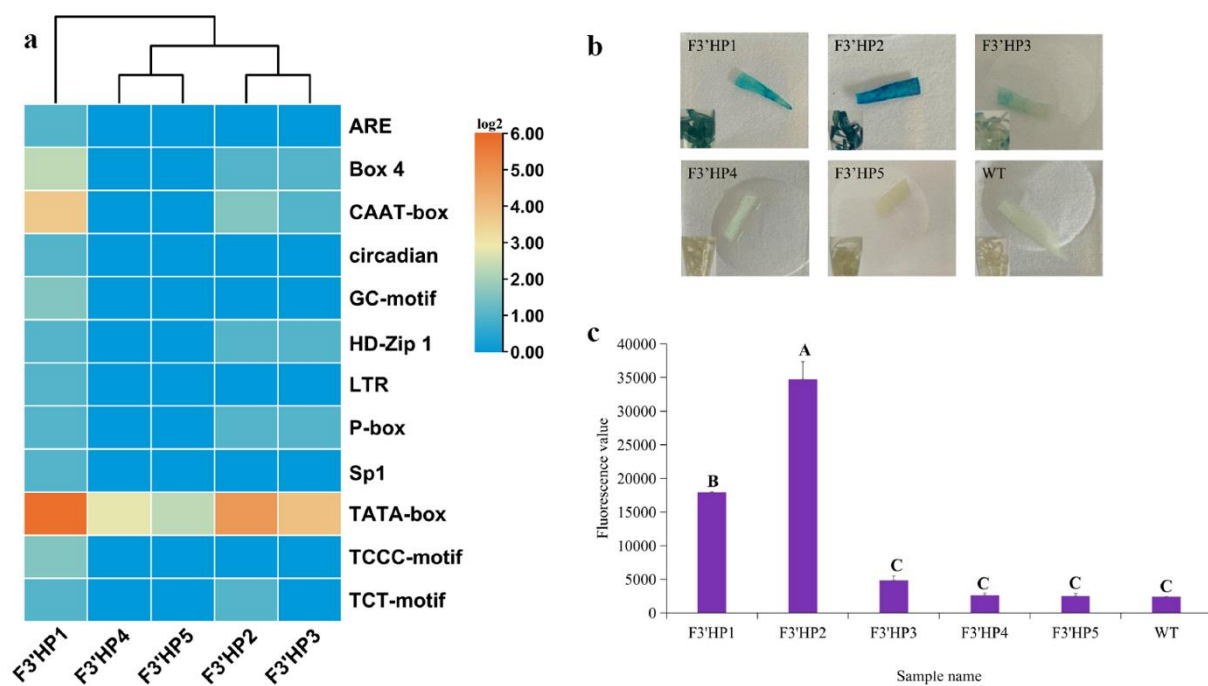 a
ARE
Box 4
CAAT-box
circadian
GC-motif
HD-Zip 1
LTR
P-box
Sp1
TATA-box
TCCC-motif
TCT-motif
F3'HP1
F3'HP4
F3'HP5
F3'HP2
F3'HP3
log2
6.00
5.00
4.00
3.00
2.00
1.00
0.00
b
F3'HP1
F3'HP2
F3'HP3
F3'HP4
F3'HP5
WT
c
Fluorescence value
40000
35000
30000
25000
20000
15000
10000
5000
0
B
A
C
C
C
C
F3'HP1
F3'HP2
F3'HP3
F3'HP4
F3'HP5
WT
Sample name